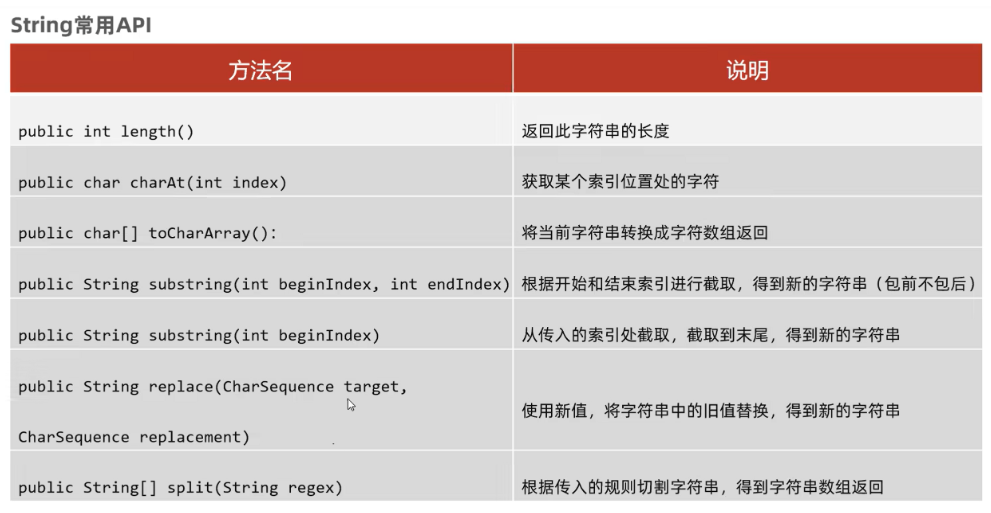 String常用API
方法名 说明
public int length() 返回此字符串的长度
public char charAt(int index) 获取某个索引位置处的字符
public char[] toCharArray(): 将当前字符串转换成字符数组返回
public String substring(int beginIndex, int endIndex) 根据开始和结束索引进行截取，得到新的字符串（包前不包后）
public String substring(int beginIndex) 从传入的索引处截取，截取到末尾，得到新的字符串
public String replace(CharSequence target,
使用新值，将字符串中的旧值替换，得到新的字符串
CharSequence replacement)
public String[] split(String regex) 根据传入的规则切割字符串，得到字符串数组返回